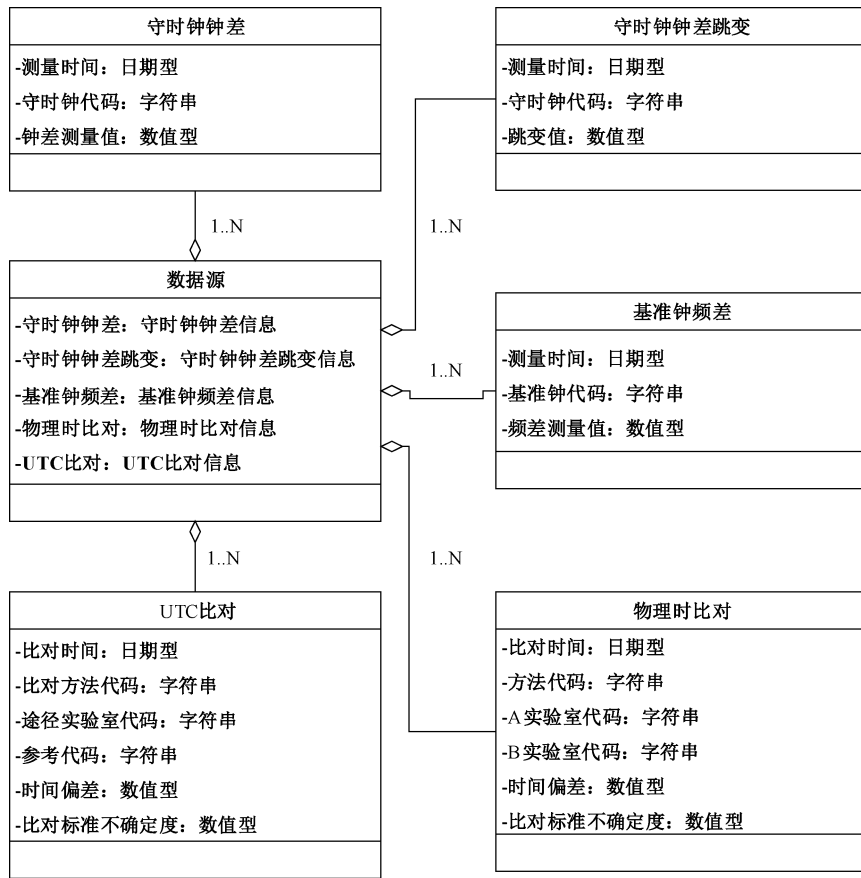 守时钟钟差
-测量时间：日期型
-守时钟代码：字符串
-钟差测量值：数值型
守时钟钟差跳变
-测量时间：日期型
-守时钟代码：字符串
-跳变值：数值型
1..N
1..N
数据源
-守时钟钟差：守时钟钟差信息
-守时钟钟差跳变：守时钟钟差跳变信息
-基准钟频差：基准钟频差信息
-物理时比对：物理时比对信息
-UTC比对：UTC比对信息
1..N
基准钟频差
-测量时间：日期型
-基准钟代码：字符串
-频差测量值：数值型
1..N
1..N
UTC比对
-比对时间：日期型
-比对方法代码：字符串
-途径实验室代码：字符串
-参考代码：字符串
-时间偏差：数值型
-比对标准不确定度：数值型
物理时比对
-比对时间：日期型
-方法代码：字符串
-A实验室代码：字符串
-B实验室代码：字符串
-时间偏差：数值型
-比对标准不确定度：数值型